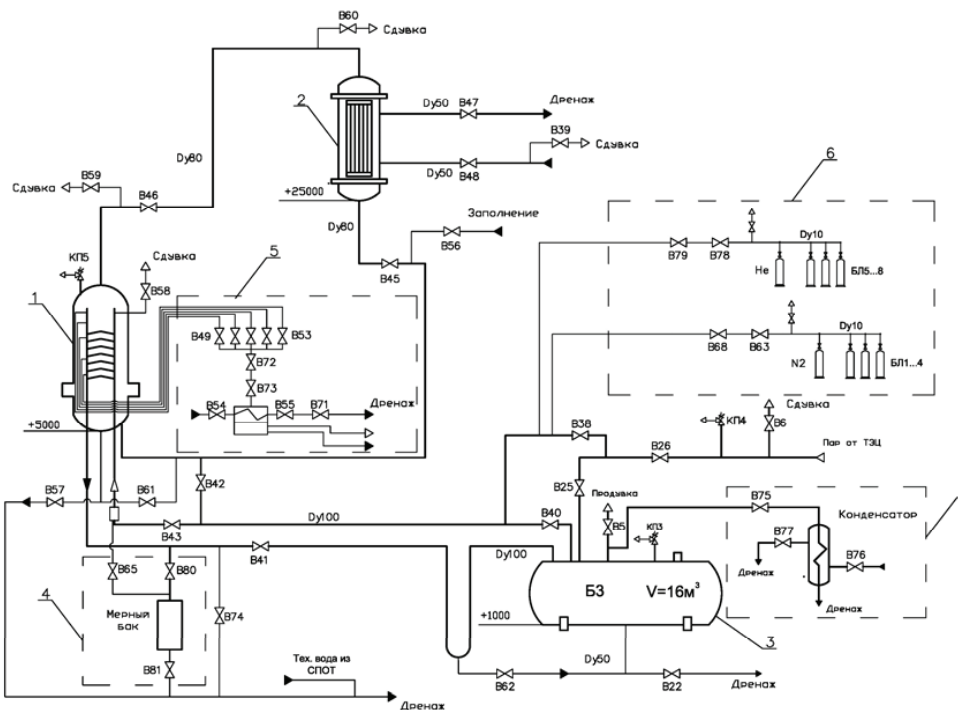 В60
Сдувка
2
Dy50
В47
Дренаж
В39
Сдувка
Dy50
В48
Dy80
В59
Сдувка
В46
+25000
Dy80
Заполнение
В56
В45
6
В79
В78
Dy10
He
БЛ5...8
В68
В63
Dy10
N2
БЛ1...4
КП5
Сдувка
В58
1
5
В49
В53
В72
В73
В54
В55
В71
Дренаж
+5000
Сдувка
КП4
В6
В38
В26
Пар от ТЭЦ
В25
Продувка
В5
КП3
В75
Конденсатор
В77
В76
Дренаж
Дренаж
В57
В61
В42
Dy100
В43
В40
Dy100
В41
В65
В80
4
Мерный
бак
В74
В81
БЗ
V=16м³
+1000
3
Dy50
В62
В22
Дренаж
Тех. вода из
СПОТ
Дренаж